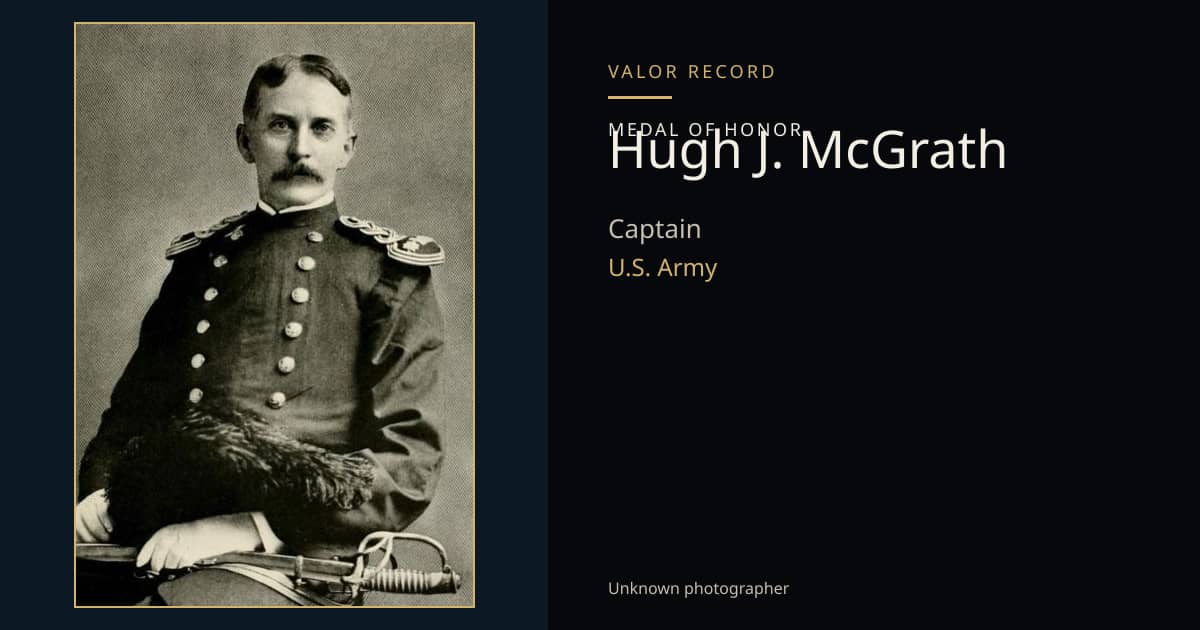 VALOR RECORD
MEDAL OF HONOR
Hugh J. McGrath
Captain
U.S. Army
Unknown photographer